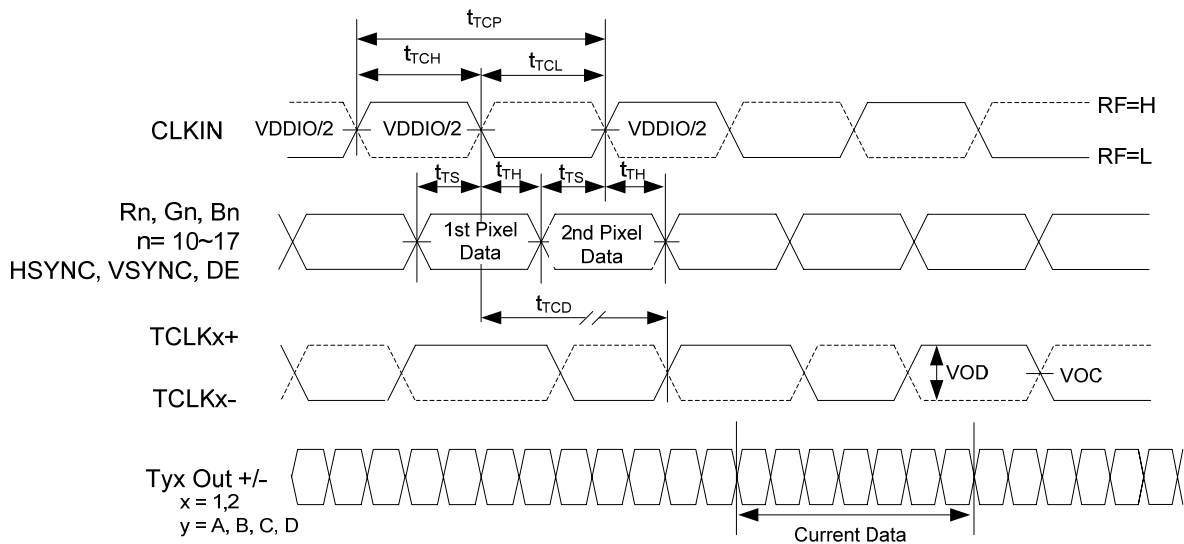 tTCP
tTCH
tTCL
CLKIN
VDDIO/2
VDDIO/2
VDDIO/2
RF=H
RF=L
tTS
tTH
tTS
tTH
Rn, Gn, Bn
n= 10~17
HSYNC, VSYNC, DE
1st Pixel
Data
2nd Pixel
Data
tTCD
TCLKx+
TCLKx-
VOD
VOC
Tyx Out +/-
x = 1,2
y = A, B, C, D
Current Data